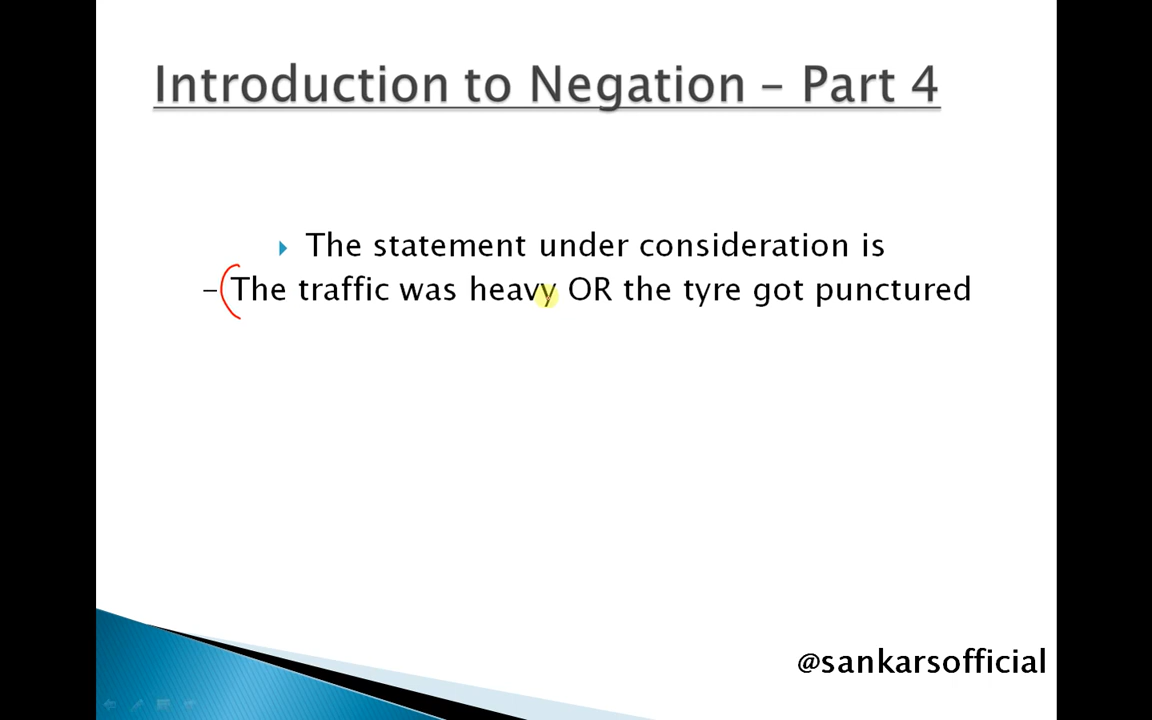 Introduction to Negation – Part 4
The statement under consideration is
– The traffic was heavy OR the tyre got punctured
@sankarsofficial